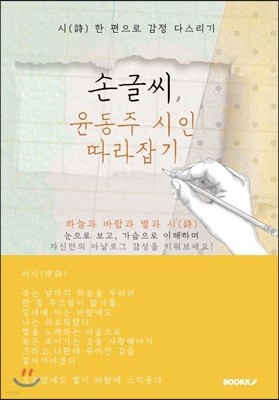 시(詩) 한 편으로 감정 다스리기
손글씨,
윤동주 시인
따라잡기
하늘과 바람과 별과 시(詩)
눈으로 보고, 가슴으로 이해하며
자신만의 아날로그 감성을 키워보세요!
서시(序詩)
죽는 날까지 하늘을 우러러
한 점 부끄럼이 없기를,
잎새에 이는 바람에도
나는 괴로워했다.
별을 노래하는 마음으로
모든 죽어가는 것을 사랑해야지
그리고 나한테 주어진 길을
걸어가야겠다.
밤에도 별이 바람에 스치운다.
BOOKK
yes24